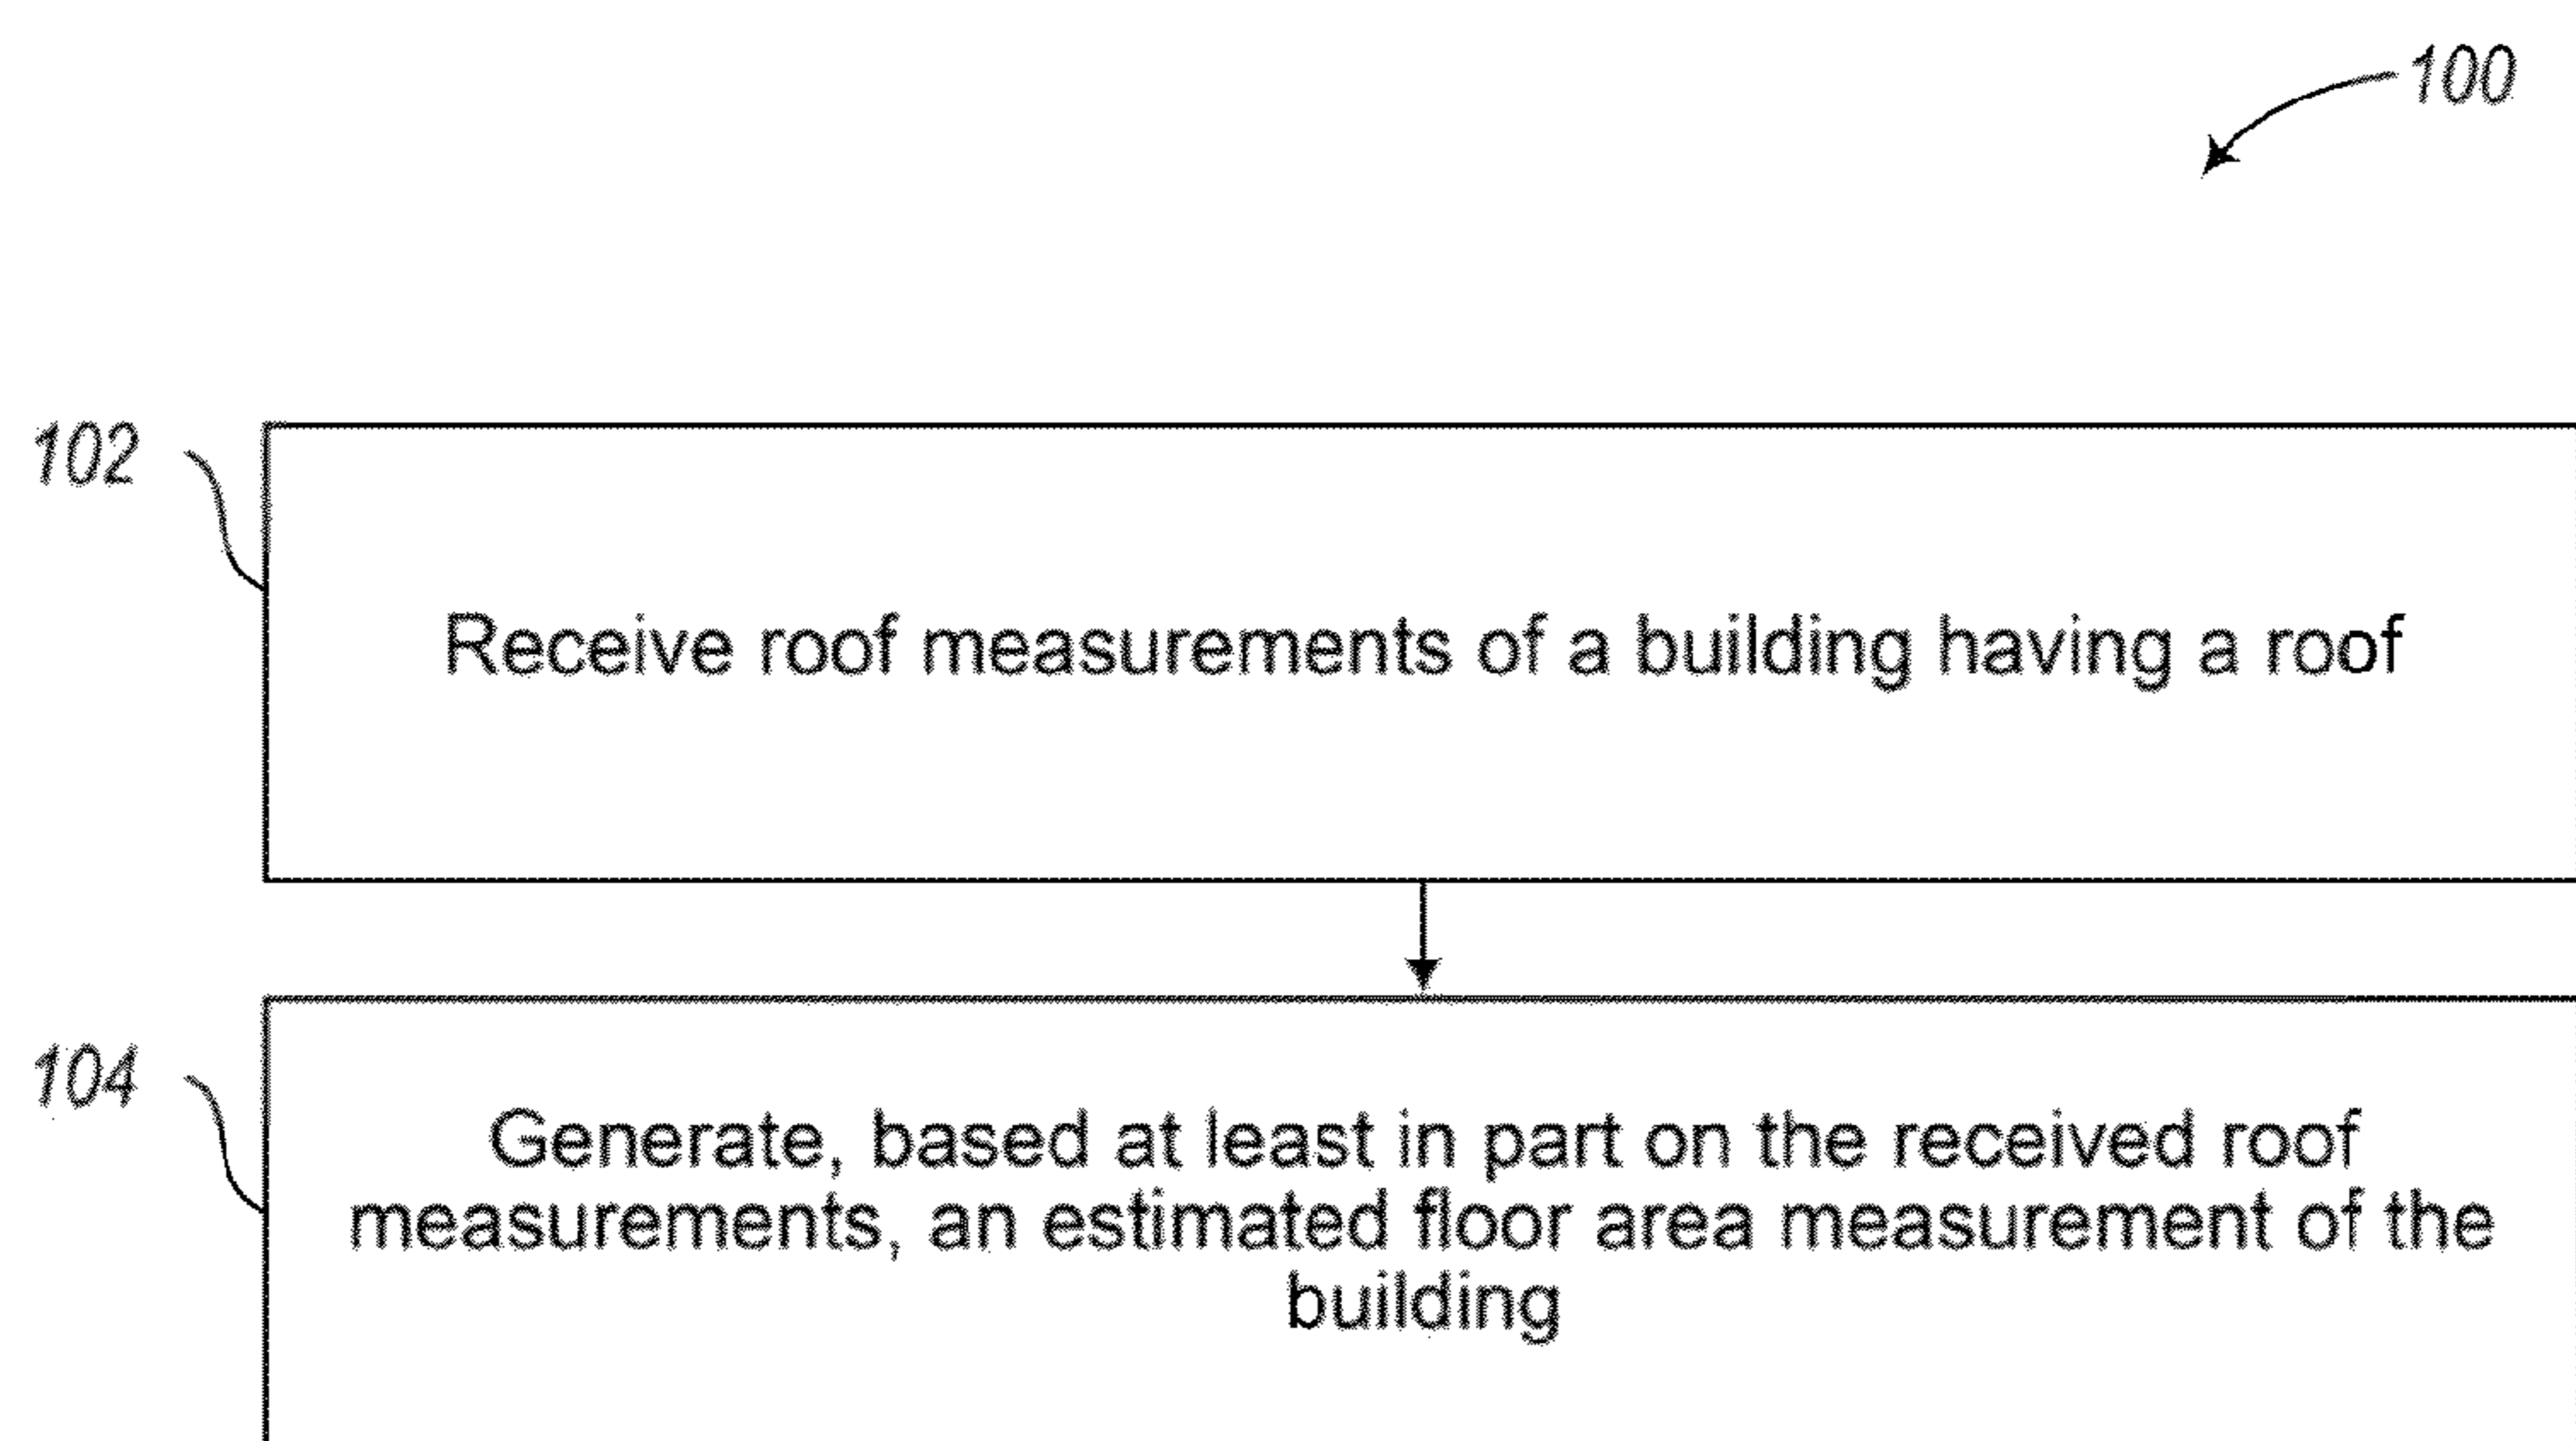 100
102
Receive roof measurements of a building having a roof
104
Generate, based at least in part on the received roof
measurements, an estimated floor area measurement of the
building